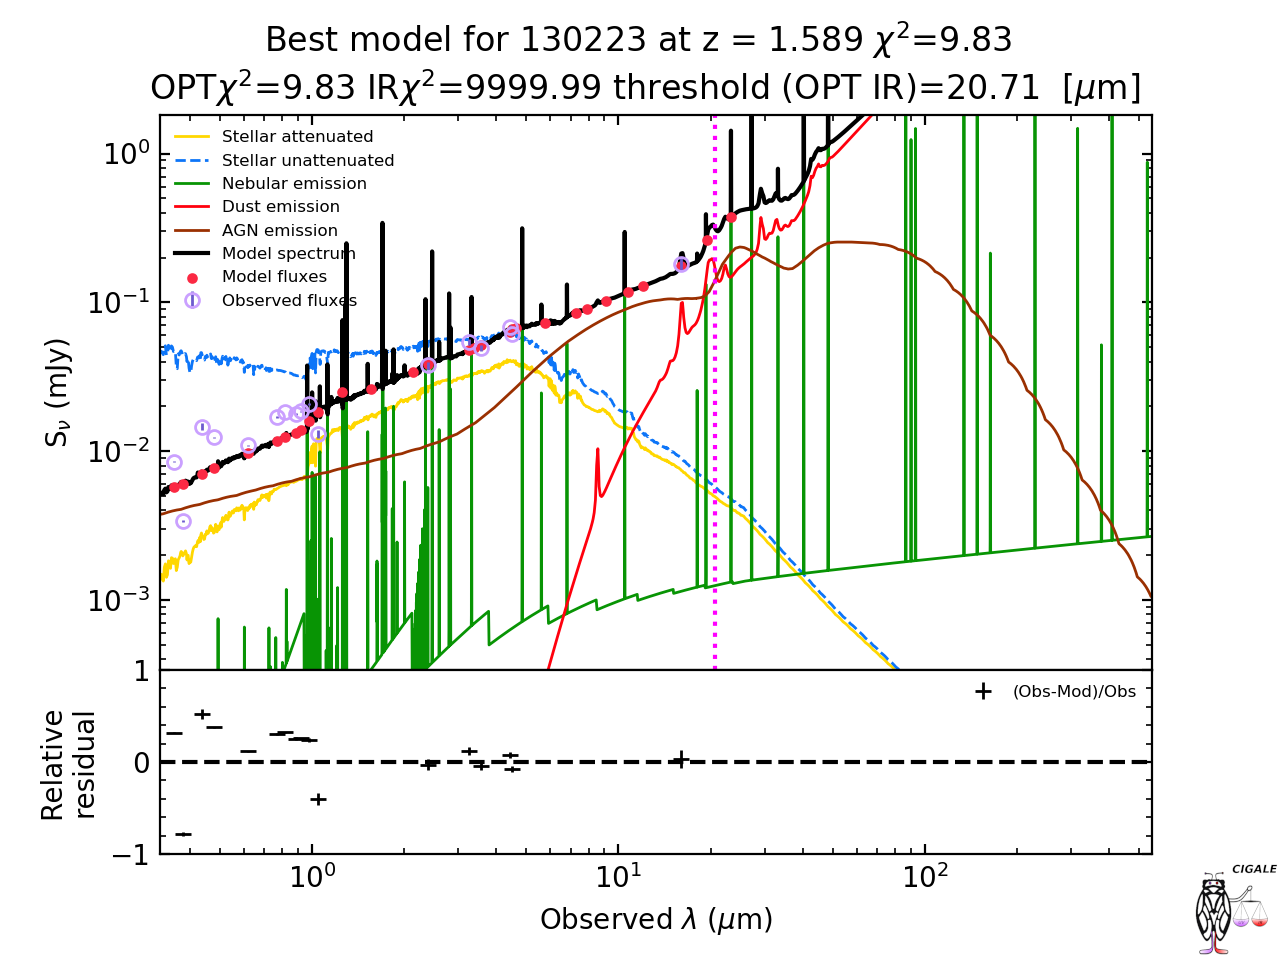 Best model for 130223 at z = 1.589 χ²=9.83
OPTχ²=9.83 IRχ²=9999.99 threshold (OPT IR)=20.71 [μm]
Stellar attenuated
Stellar unattenuated
Nebular emission
Dust emission
AGN emission
Model spectrum
Model fluxes
Observed fluxes
10⁰
10⁻¹
10⁻²
10⁻³
S_ν (mJy)
1
0
−1
Relative
residual
(Obs-Mod)/Obs
10⁰ 10¹ 10²
Observed λ (μm)
CIGALE